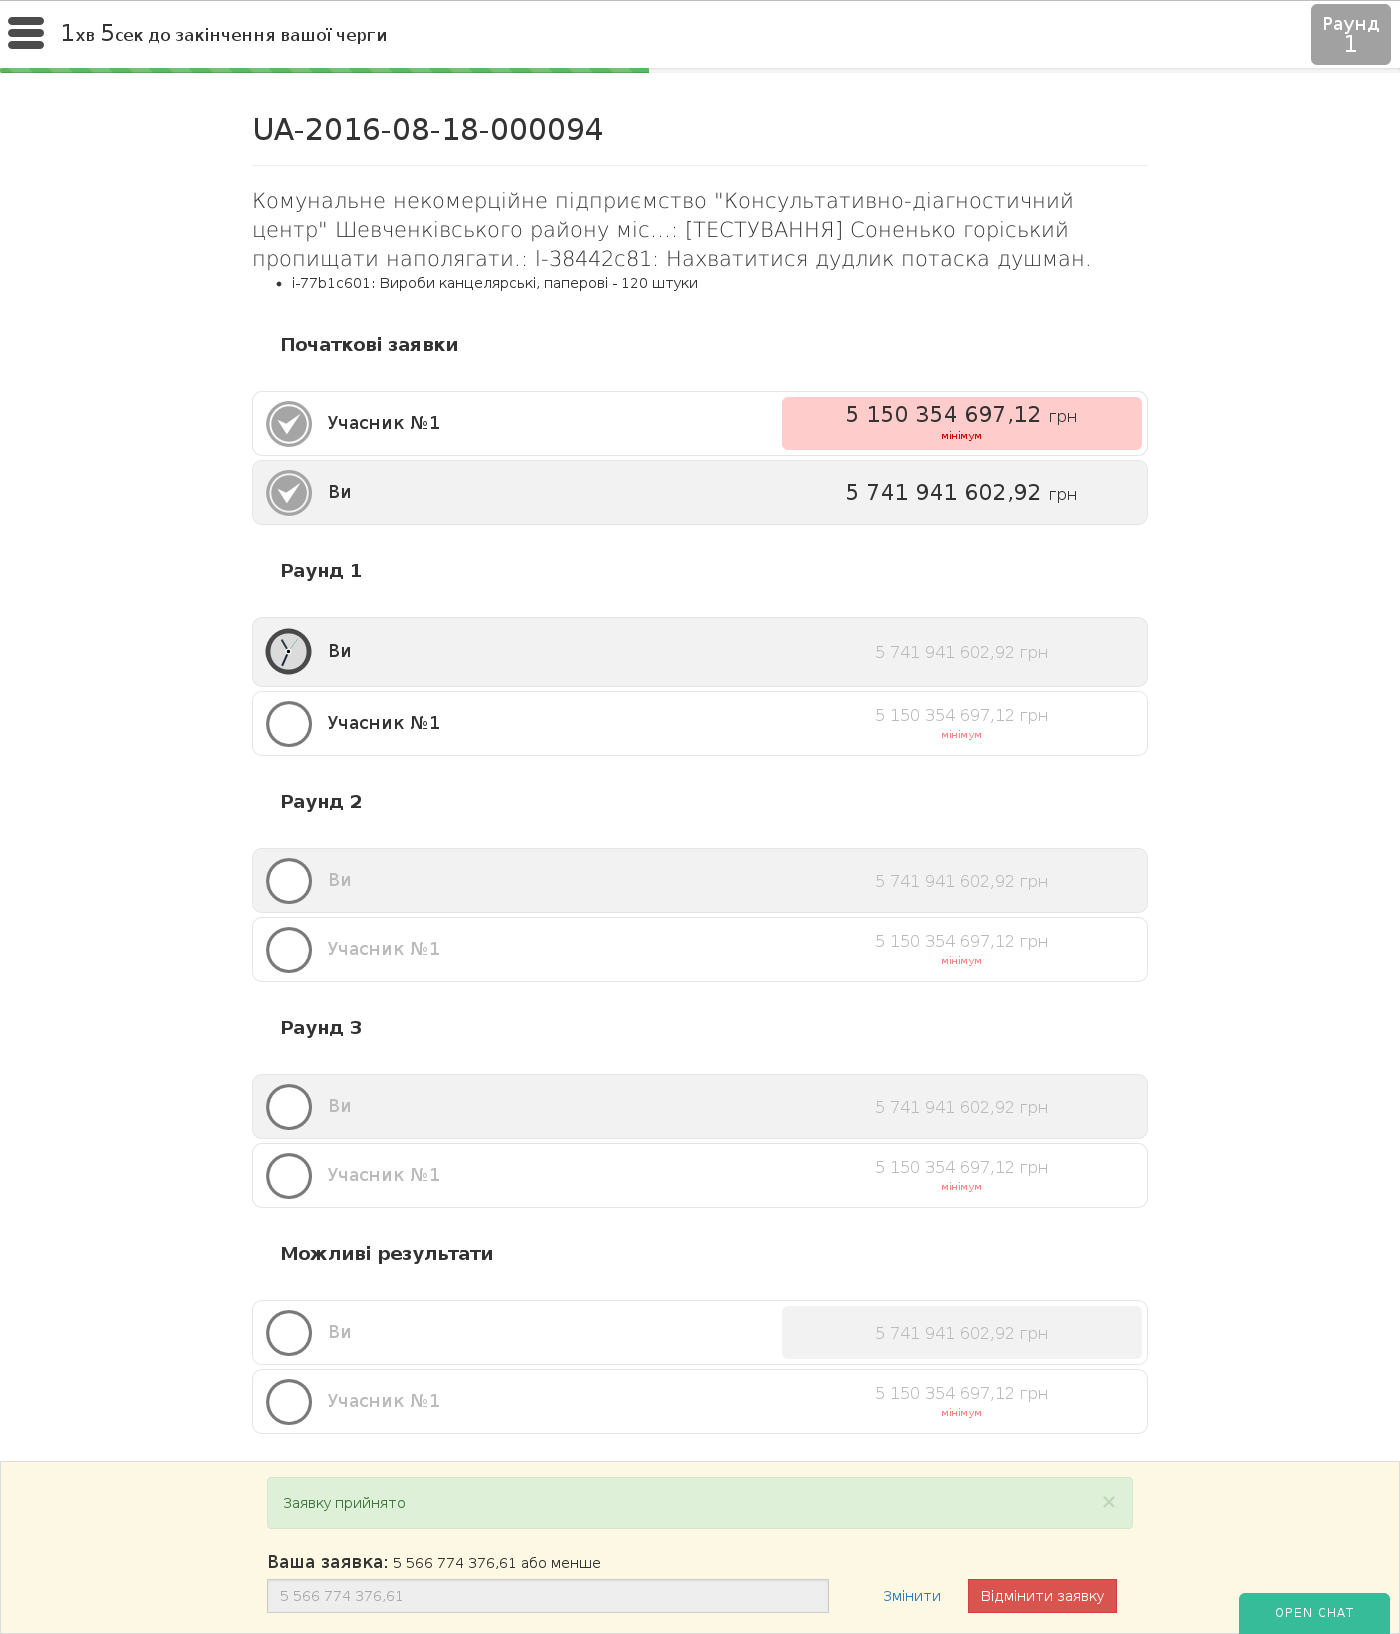 1хв 5сек до закінчення вашої черги
Раунд
1
UA-2016-08-18-000094
Комунальне некомерційне підприємство "Консультативно-діагностичний
центр" Шевченківського району міс...: [ТЕСТУВАННЯ] Соненько горіський
пропищати наполягати.: l-38442c81: Нахватитися дудлик потаска душман.
i-77b1c601: Вироби канцелярські, паперові - 120 штуки
Початкові заявки
Учасник №1
5 150 354 697,12 грн
мінімум
Ви
5 741 941 602,92 грн
Раунд 1
Ви
5 741 941 602,92 грн
Учасник №1
5 150 354 697,12 грн
мінімум
Раунд 2
Ви
5 741 941 602,92 грн
Учасник №1
5 150 354 697,12 грн
мінімум
Раунд 3
Ви
5 741 941 602,92 грн
Учасник №1
5 150 354 697,12 грн
мінімум
Можливі результати
Ви
5 741 941 602,92 грн
Учасник №1
5 150 354 697,12 грн
мінімум
Заявку прийнято ×
Ваша заявка: 5 566 774 376,61 або менше
5 566 774 376,61
Змінити
Відмінити заявку
OPEN CHAT